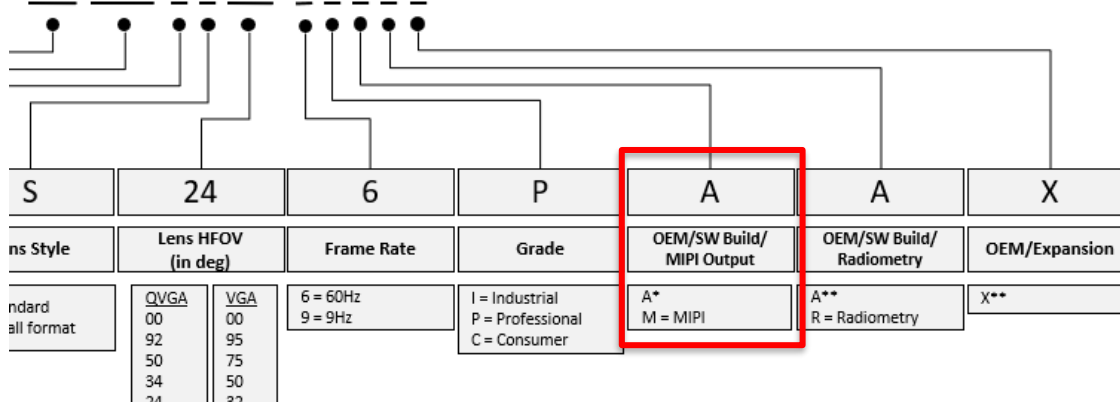 S 24 6 P A A X
ns Style
Lens HFOV
(in deg)
Frame Rate
Grade
OEM/SW Build/
MIPI Output
OEM/SW Build/
Radiometry
OEM/Expansion
ndard
all format
QVGA
00
92
50
34
24
VGA
00
95
75
50
32
6 = 60Hz
9 = 9Hz
I = Industrial
P = Professional
C = Consumer
A*
M = MIPI
A**
R = Radiometry
X**